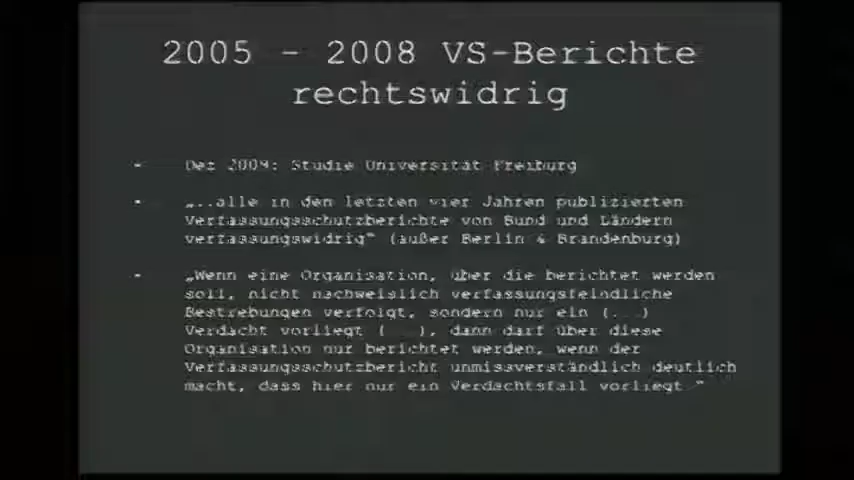 2005 - 2008 VS-Berichte
rechtswidrig
- Dez 2009: Studie Universität Freiburg
- „..alle in den letzten vier Jahren publizierten
Verfassungsschutzberichte von Bund und Ländern
verfassungswidrig“ (außer Berlin & Brandenburg)
- „Wenn eine Organisation, über die berichtet werden
soll, nicht nachweislich verfassungsfeindliche
Bestrebungen verfolgt, sondern nur ein (...)
Verdacht vorliegt (...), dann darf über diese
Organisation nur berichtet werden, wenn der
Verfassungsschutzbericht unmissverständlich deutlich
macht, dass hier nur ein Verdachtsfall vorliegt.“